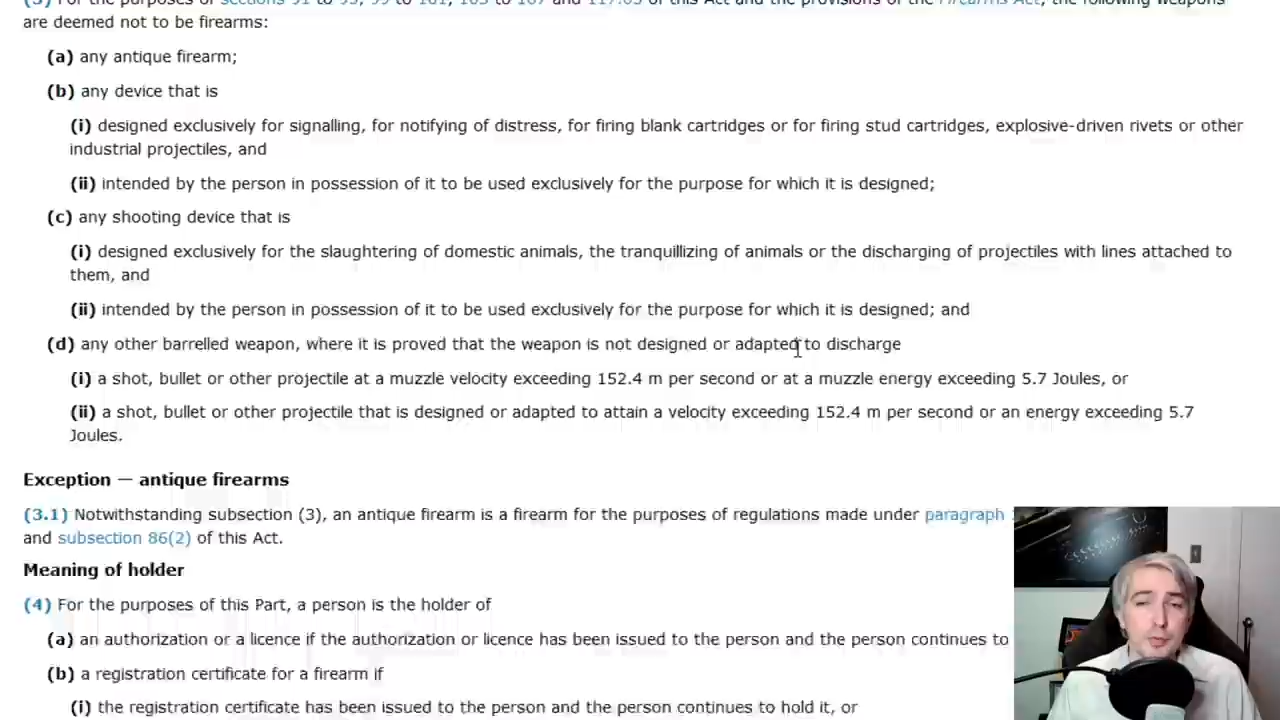 are deemed not to be firearms:
(a) any antique firearm;
(b) any device that is
(i) designed exclusively for signalling, for notifying of distress, for firing blank cartridges or for firing stud cartridges, explosive-driven rivets or other
industrial projectiles, and
(ii) intended by the person in possession of it to be used exclusively for the purpose for which it is designed;
(c) any shooting device that is
(i) designed exclusively for the slaughtering of domestic animals, the tranquillizing of animals or the discharging of projectiles with lines attached to
them, and
(ii) intended by the person in possession of it to be used exclusively for the purpose for which it is designed; and
(d) any other barrelled weapon, where it is proved that the weapon is not designed or adapted to discharge
(i) a shot, bullet or other projectile at a muzzle velocity exceeding 152.4 m per second or at a muzzle energy exceeding 5.7 Joules, or
(ii) a shot, bullet or other projectile that is designed or adapted to attain a velocity exceeding 152.4 m per second or an energy exceeding 5.7
Joules.
Exception — antique firearms
(3.1) Notwithstanding subsection (3), an antique firearm is a firearm for the purposes of regulations made under paragraph
and subsection 86(2) of this Act.
Meaning of holder
(4) For the purposes of this Part, a person is the holder of
(a) an authorization or a licence if the authorization or licence has been issued to the person and the person continues to
(b) a registration certificate for a firearm if
(i) the registration certificate has been issued to the person and the person continues to hold it, or